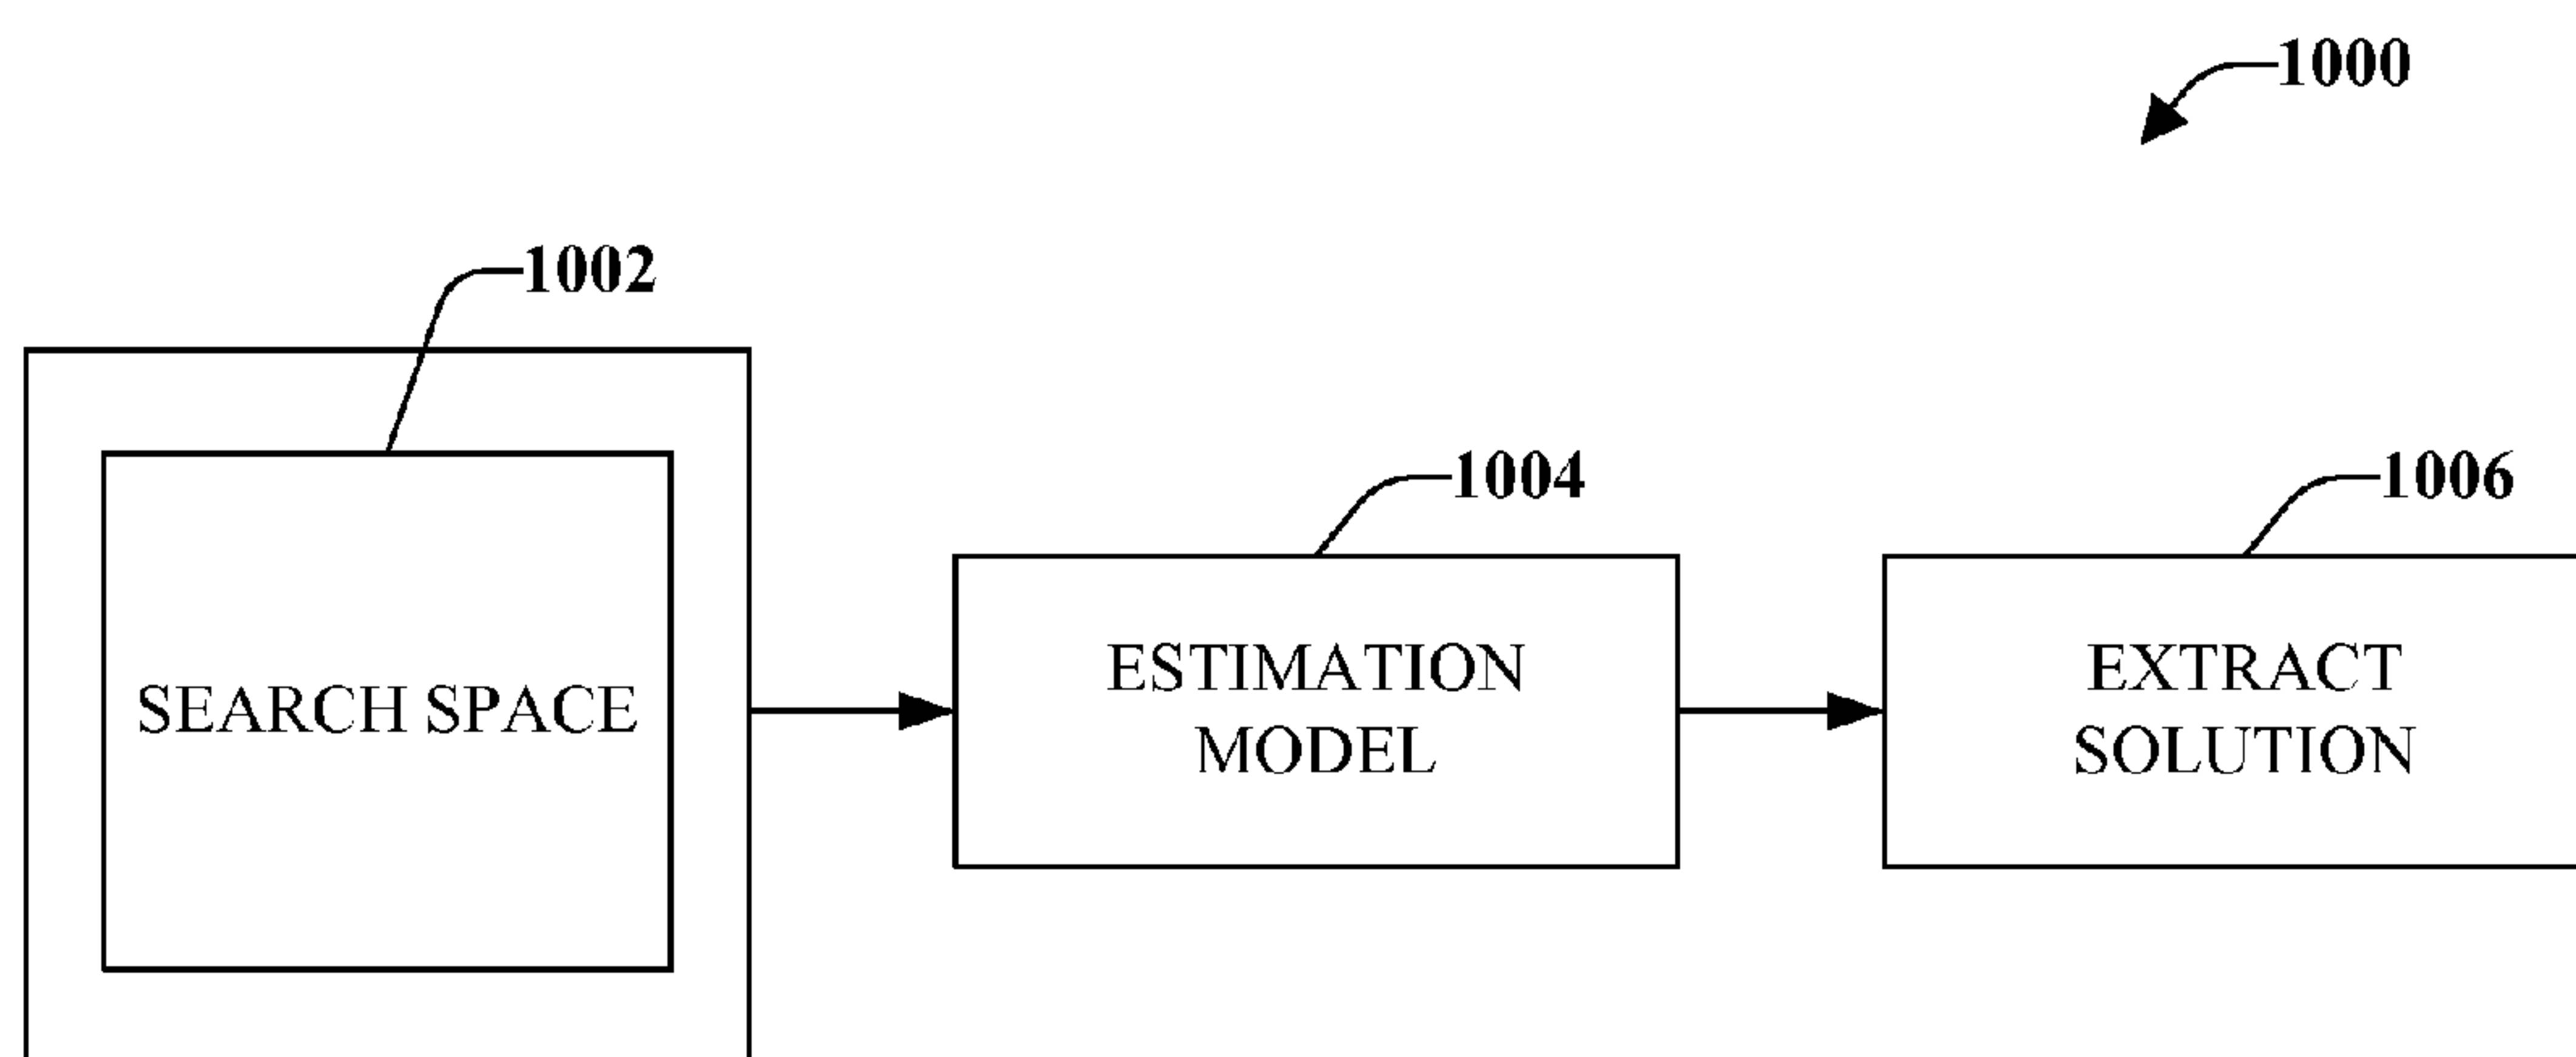 1000
1002
1004
1006
SEARCH SPACE
ESTIMATION
MODEL
EXTRACT
SOLUTION